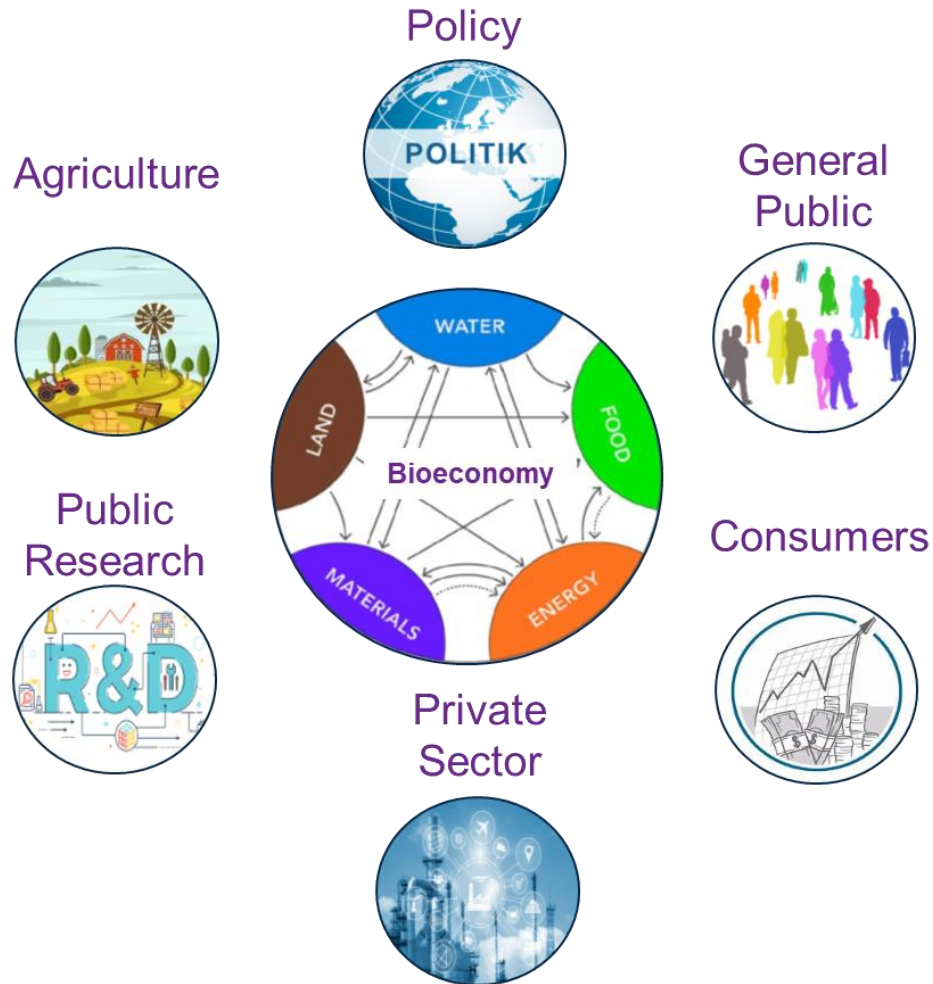 Policy
POLITIK
Agriculture
General
Public
WATER
LAND
FOOD
Bioeconomy
MATERIALS
ENERGY
Public
Research
R&D
Consumers
Private
Sector